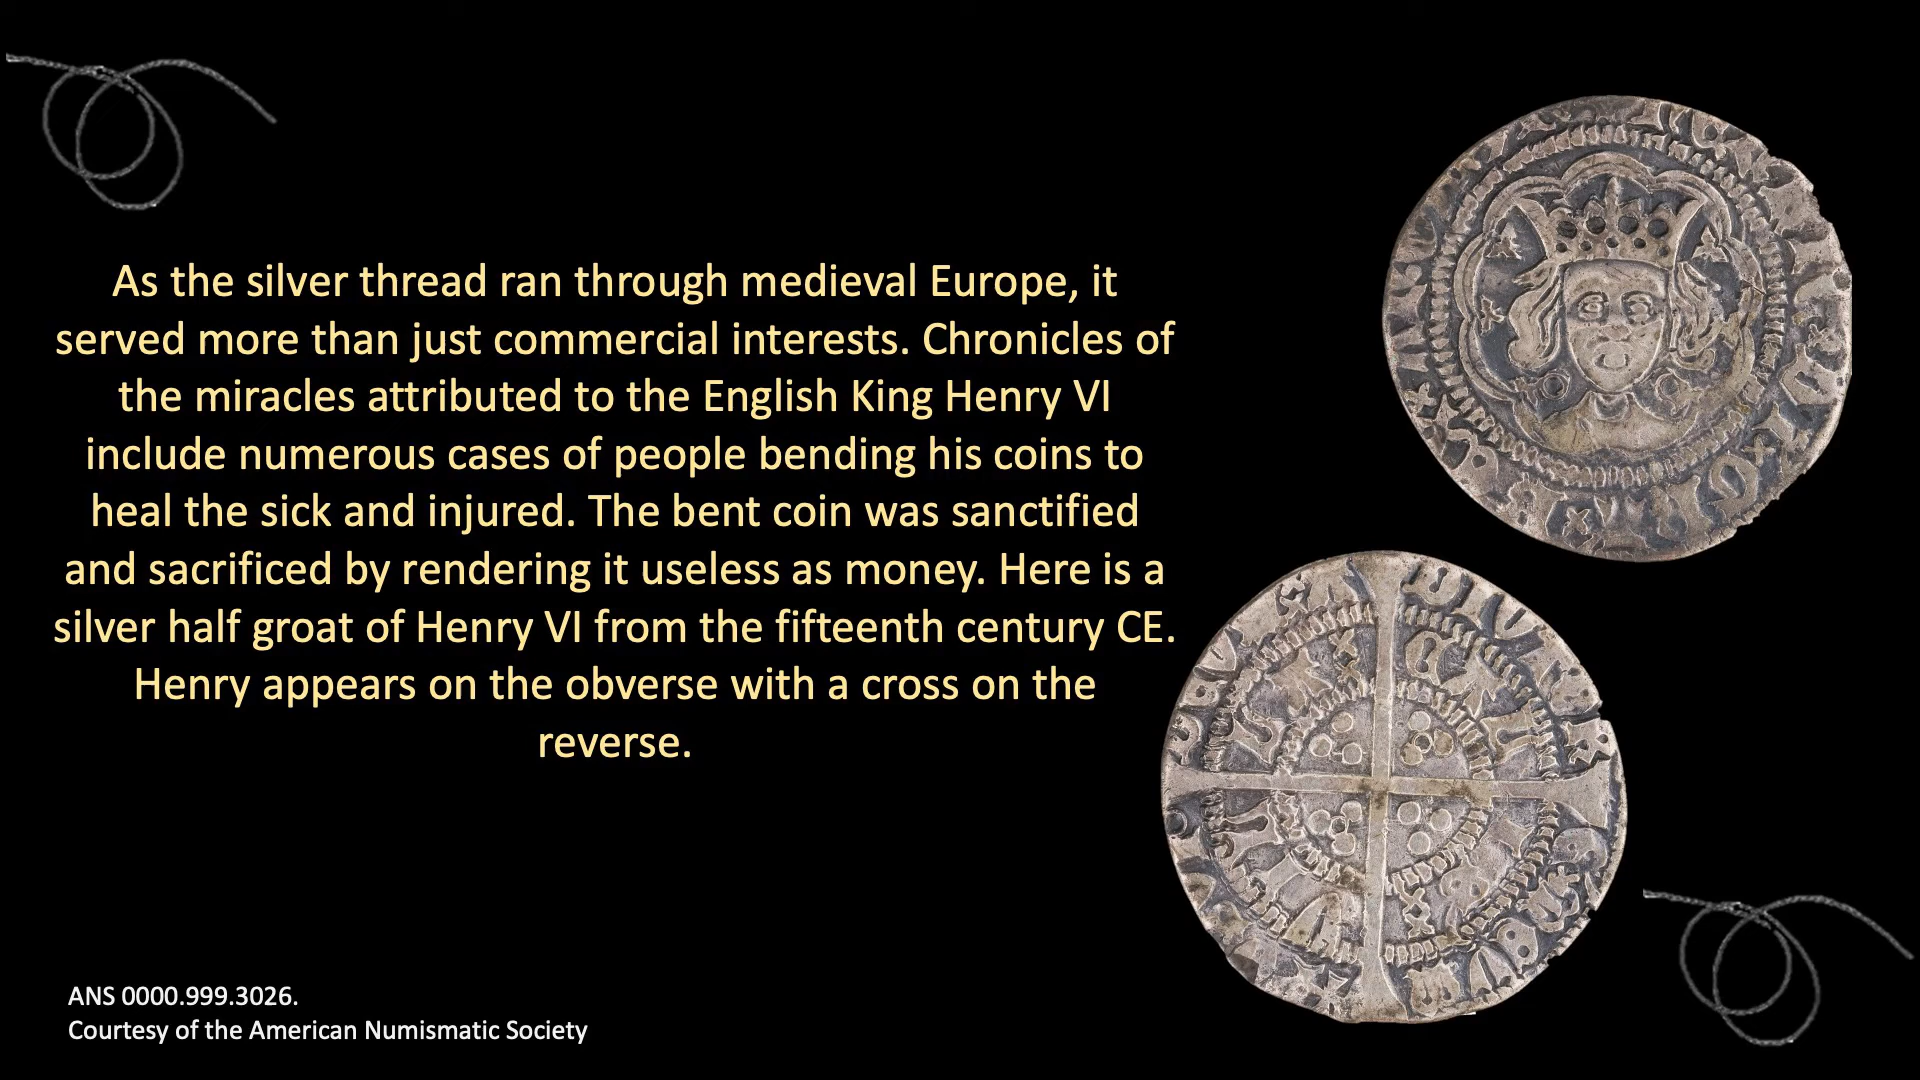 As the silver thread ran through medieval Europe, it
served more than just commercial interests. Chronicles of
the miracles attributed to the English King Henry VI
include numerous cases of people bending his coins to
heal the sick and injured. The bent coin was sanctified
and sacrificed by rendering it useless as money. Here is a
silver half groat of Henry VI from the fifteenth century CE.
Henry appears on the obverse with a cross on the
reverse.
ANS 0000.999.3026.
Courtesy of the American Numismatic Society